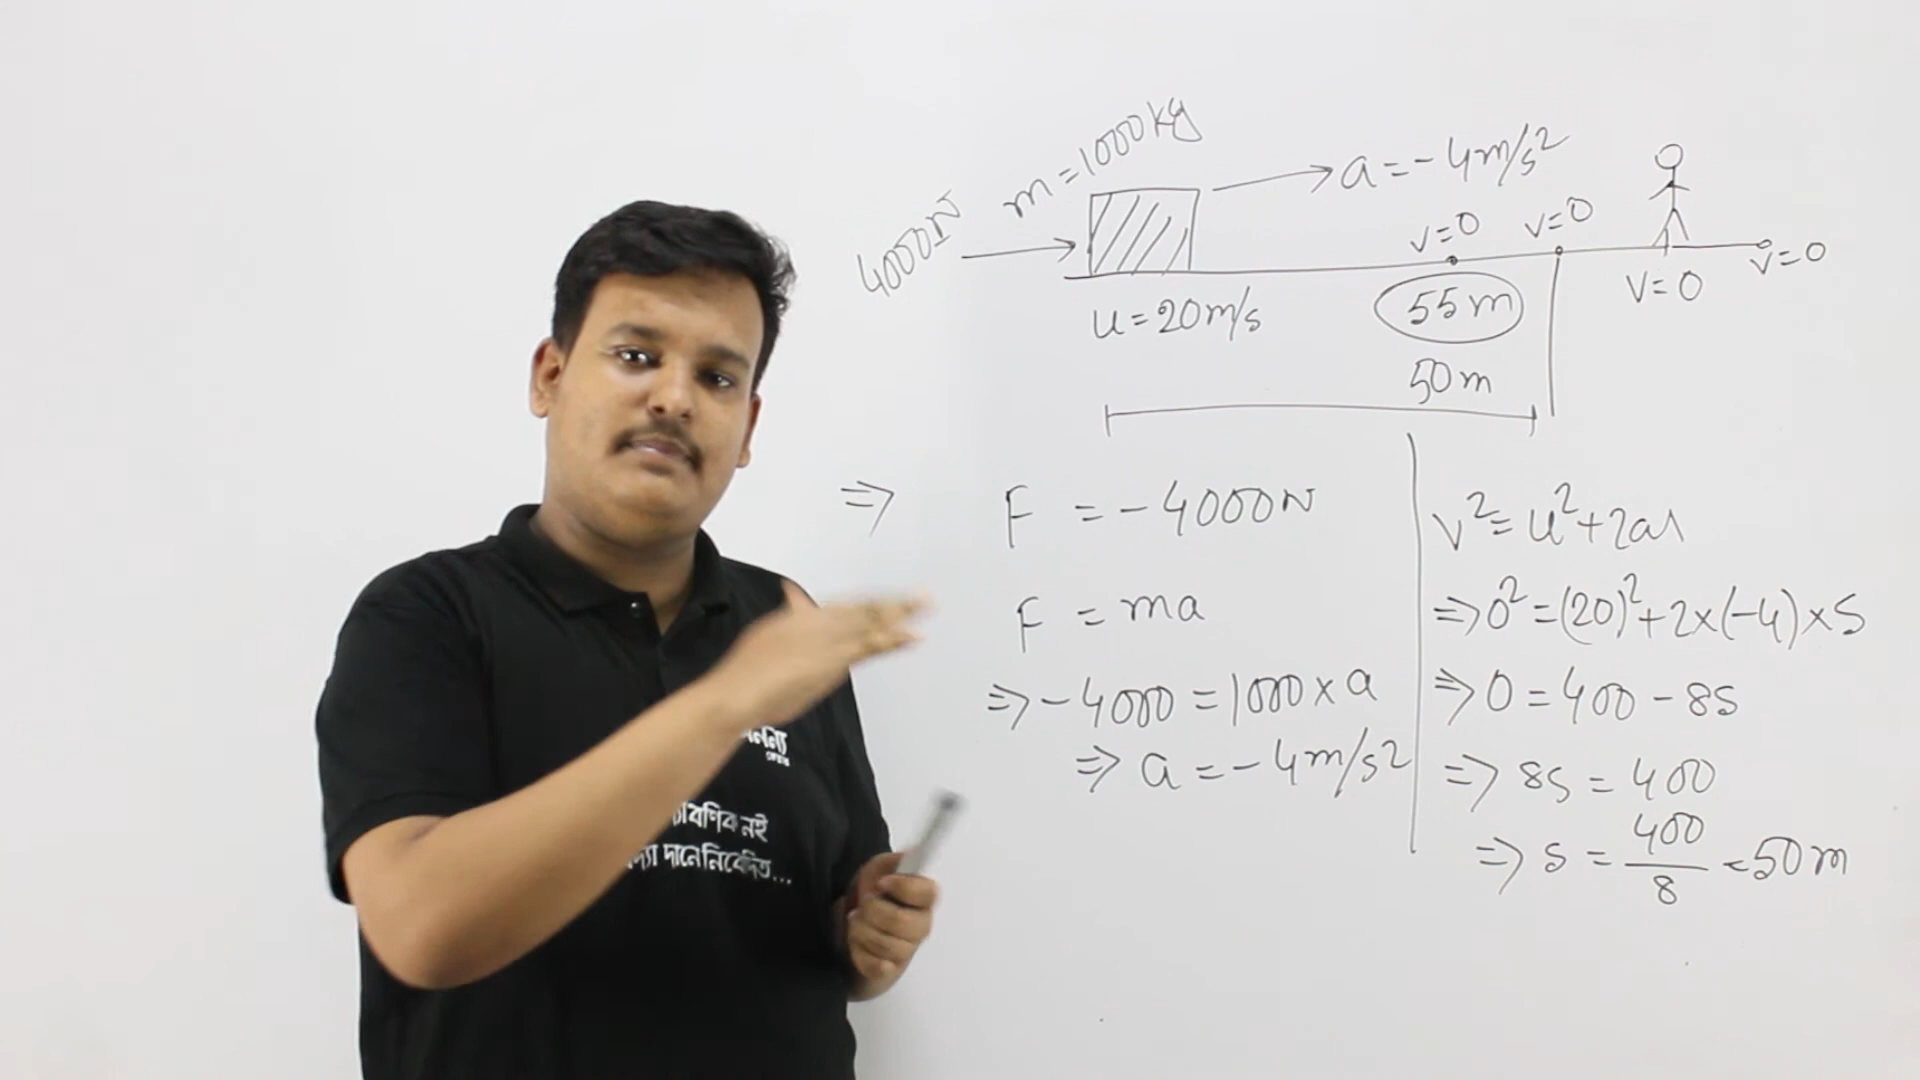 m = 1000kg
4000N
a = - 4m/s²
v = 0
v = 0
v = 0
V = 0
u = 20m/s
55m
50m
⇒ F = - 4000N
F = ma
⇒ - 4000 = 1000 × a
⇒ a = - 4m/s²
v² = u² + 2as
⇒ 0² = (20)² + 2×(-4)×s
⇒ 0 = 400 - 8s
⇒ 8s = 400
⇒ s = 400/8 = 50m
নই
দানে নিবেদিত...